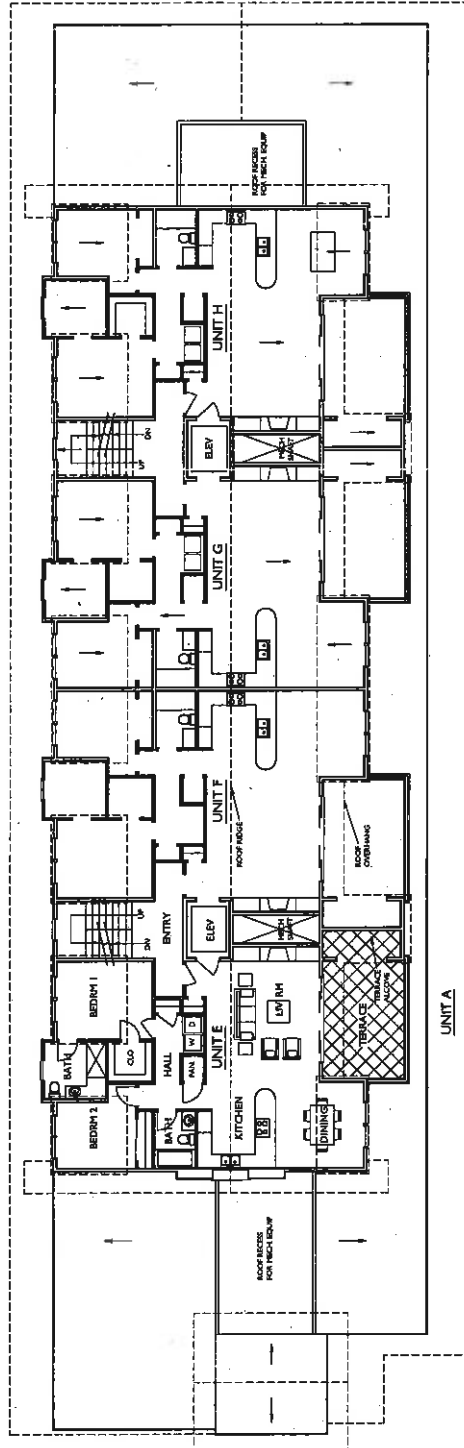 ROOF RECESS
FOR MECH. EQUIP
UNIT H
DN
UP
ELEV
MECH
SHAFT
UNIT G
UNIT F
ROOF RIDGE
ROOF
OVERHANG
UP
DN
ENTRY
ELEV
MECH
SHAFT
BEDRM 1
BATH
CLO
HALL
W D
PAN
UNIT E
LIV RM
TERRACE
TERRACE
ALCOVE
BEDRM 2
BATH
KITCHEN
DINING
ROOF RECESS
FOR MECH EQUIP
UNIT A